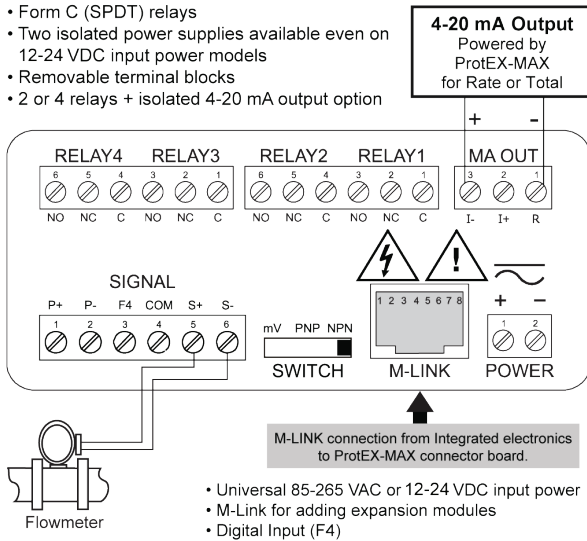 • Form C (SPDT) relays
• Two isolated power supplies available even on
12-24 VDC input power models
• Removable terminal blocks
• 2 or 4 relays + isolated 4-20 mA output option
4-20 mA Output
Powered by
ProtEX-MAX
for Rate or Total
+ -
RELAY4 RELAY3 RELAY2 RELAY1 MA OUT
6 5 4 3 2 1 6 5 4 3 2 1 3 2 1
NO NC C NO NC C NO NC C NO NC C I- I+ R
SIGNAL
P+ P- F4 COM S+ S-
1 2 3 4 5 6
mV PNP NPN
SWITCH
!
1 2 3 4 5 6 7 8
M-LINK
+ −
1 2
POWER
M-LINK connection from Integrated electronics
to ProtEX-MAX connector board.
Flowmeter
• Universal 85-265 VAC or 12-24 VDC input power
• M-Link for adding expansion modules
• Digital Input (F4)